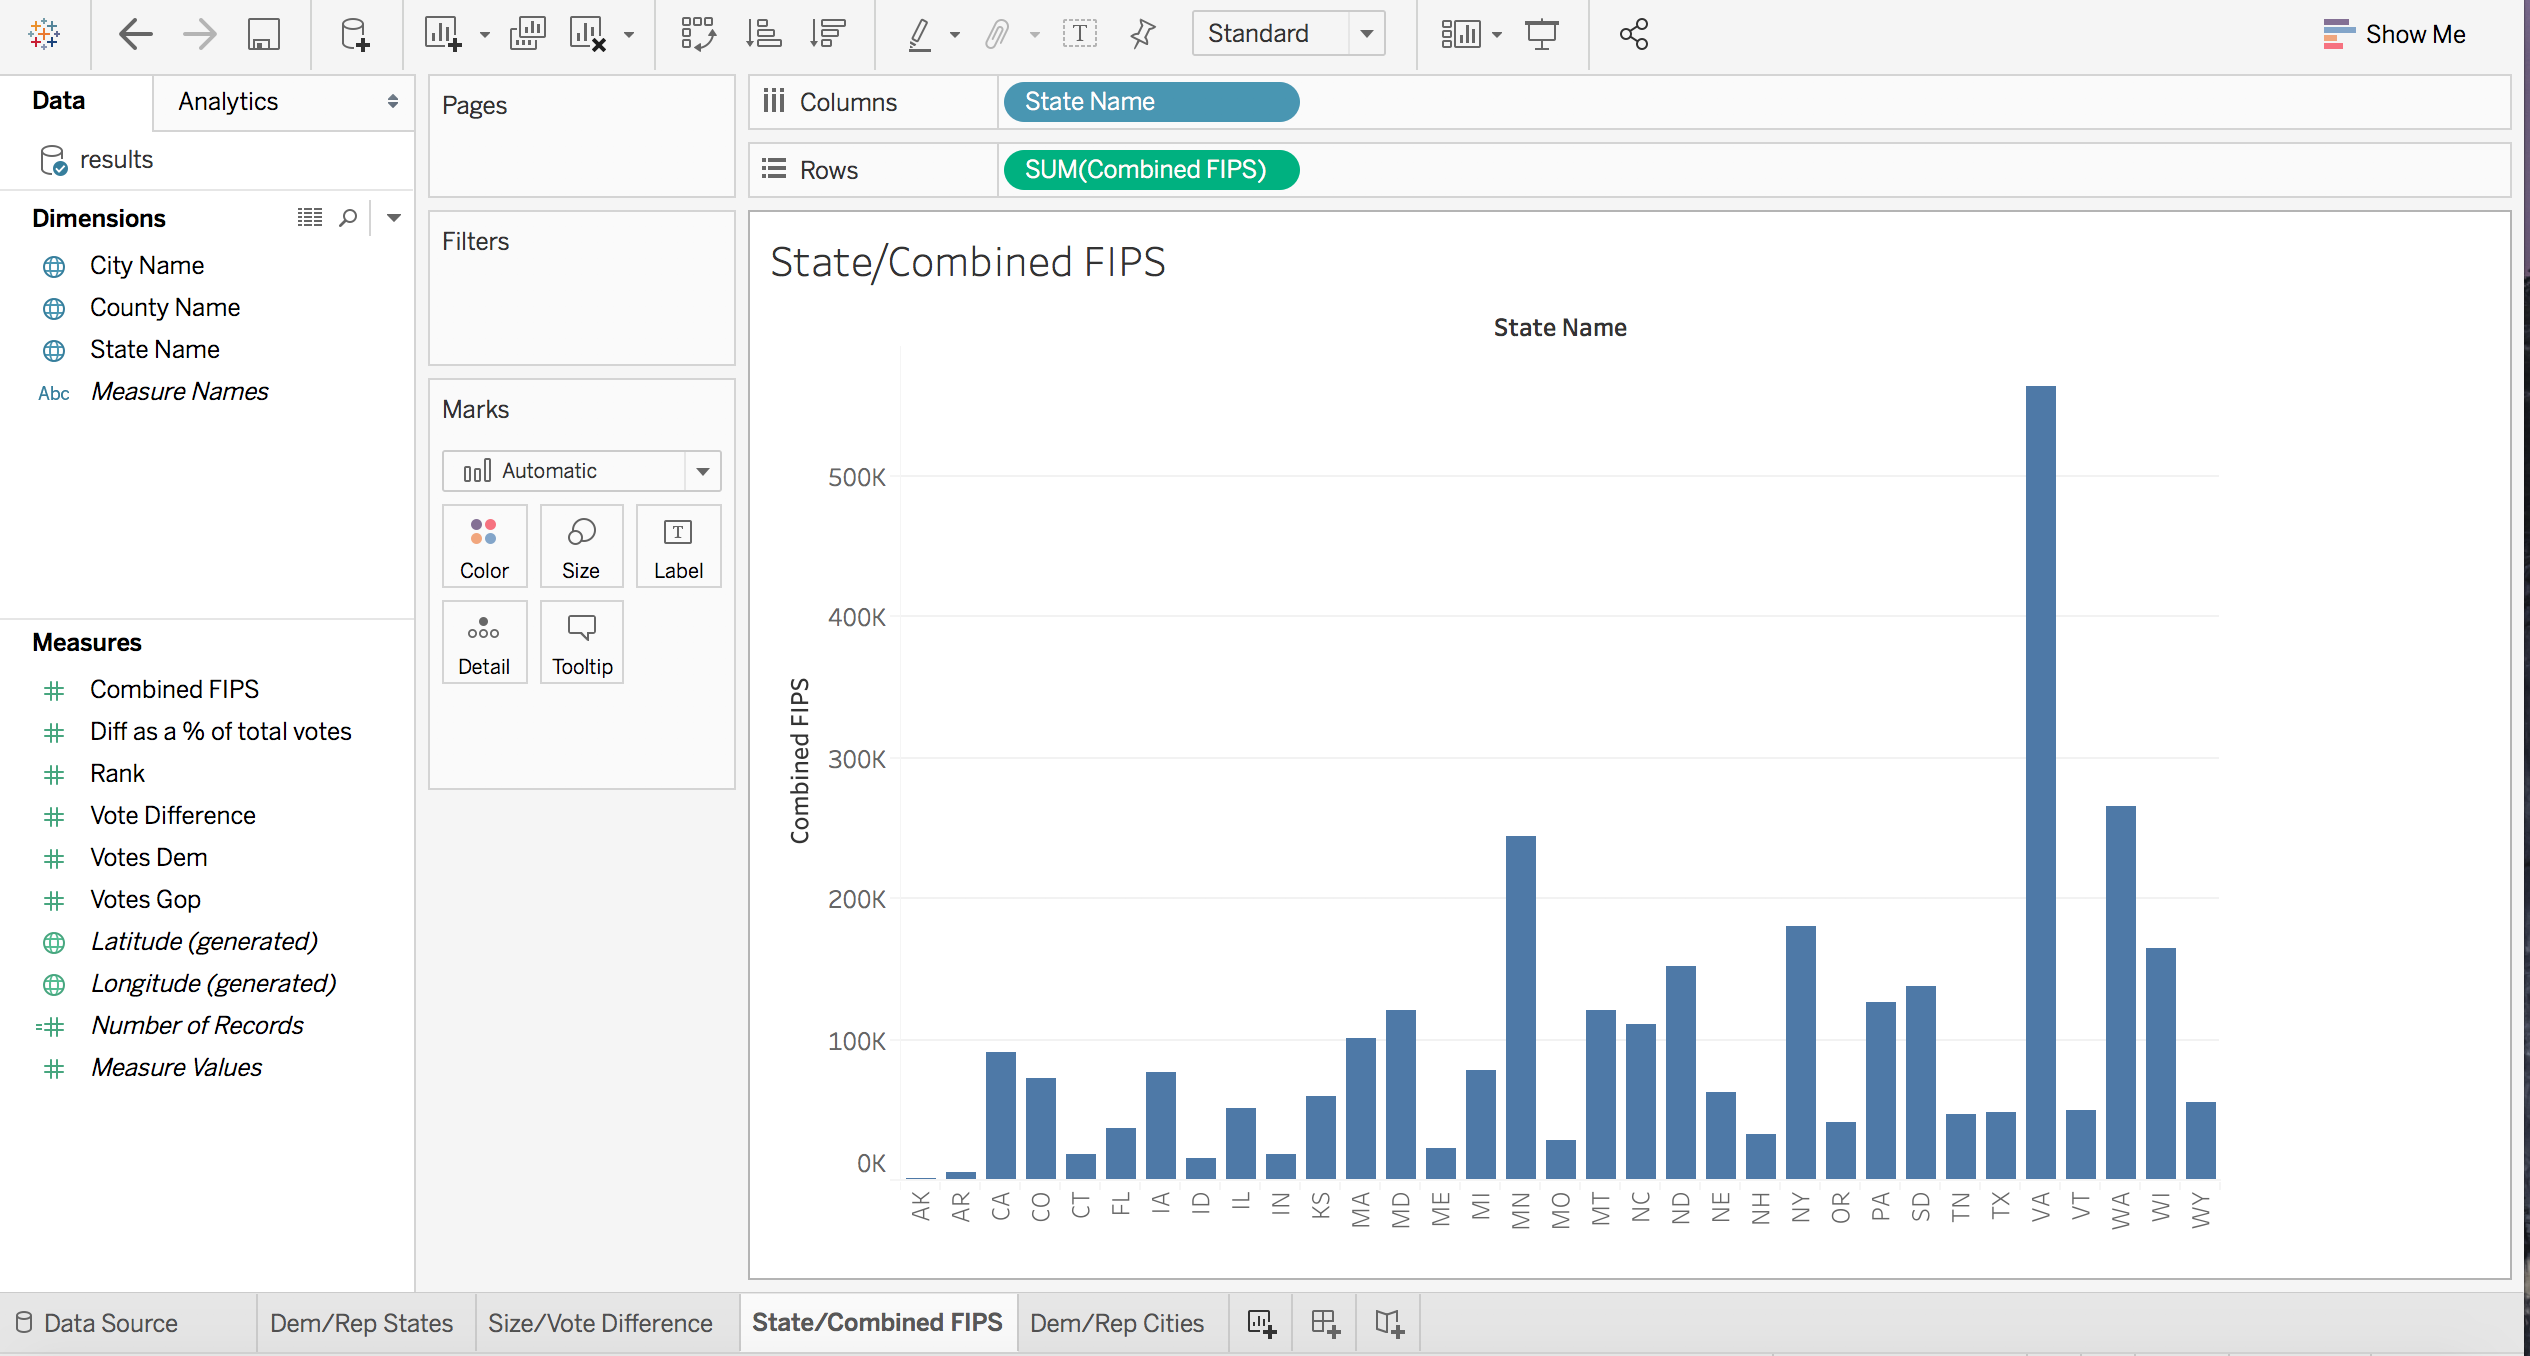 Standard
Show Me
Data
Analytics
results
Dimensions
City Name
County Name
State Name
Abc Measure Names
Measures
Combined FIPS
Diff as a % of total votes
Rank
Vote Difference
Votes Dem
Votes Gop
Latitude (generated)
Longitude (generated)
Number of Records
Measure Values
Pages
Filters
Marks
Automatic
Color
Size
T
Label
Detail
Tooltip
Columns
State Name
Rows
SUM(Combined FIPS)
State/Combined FIPS
State Name
Combined FIPS
500K
400K
300K
200K
100K
0K
AK AR CA CO CT FL IA ID IL IN KS MA MD ME MI MN MO MT NC ND NE NH NY OR PA SD TN TX VA VT WA WI WY
Data Source
Dem/Rep States
Size/Vote Difference
State/Combined FIPS
Dem/Rep Cities